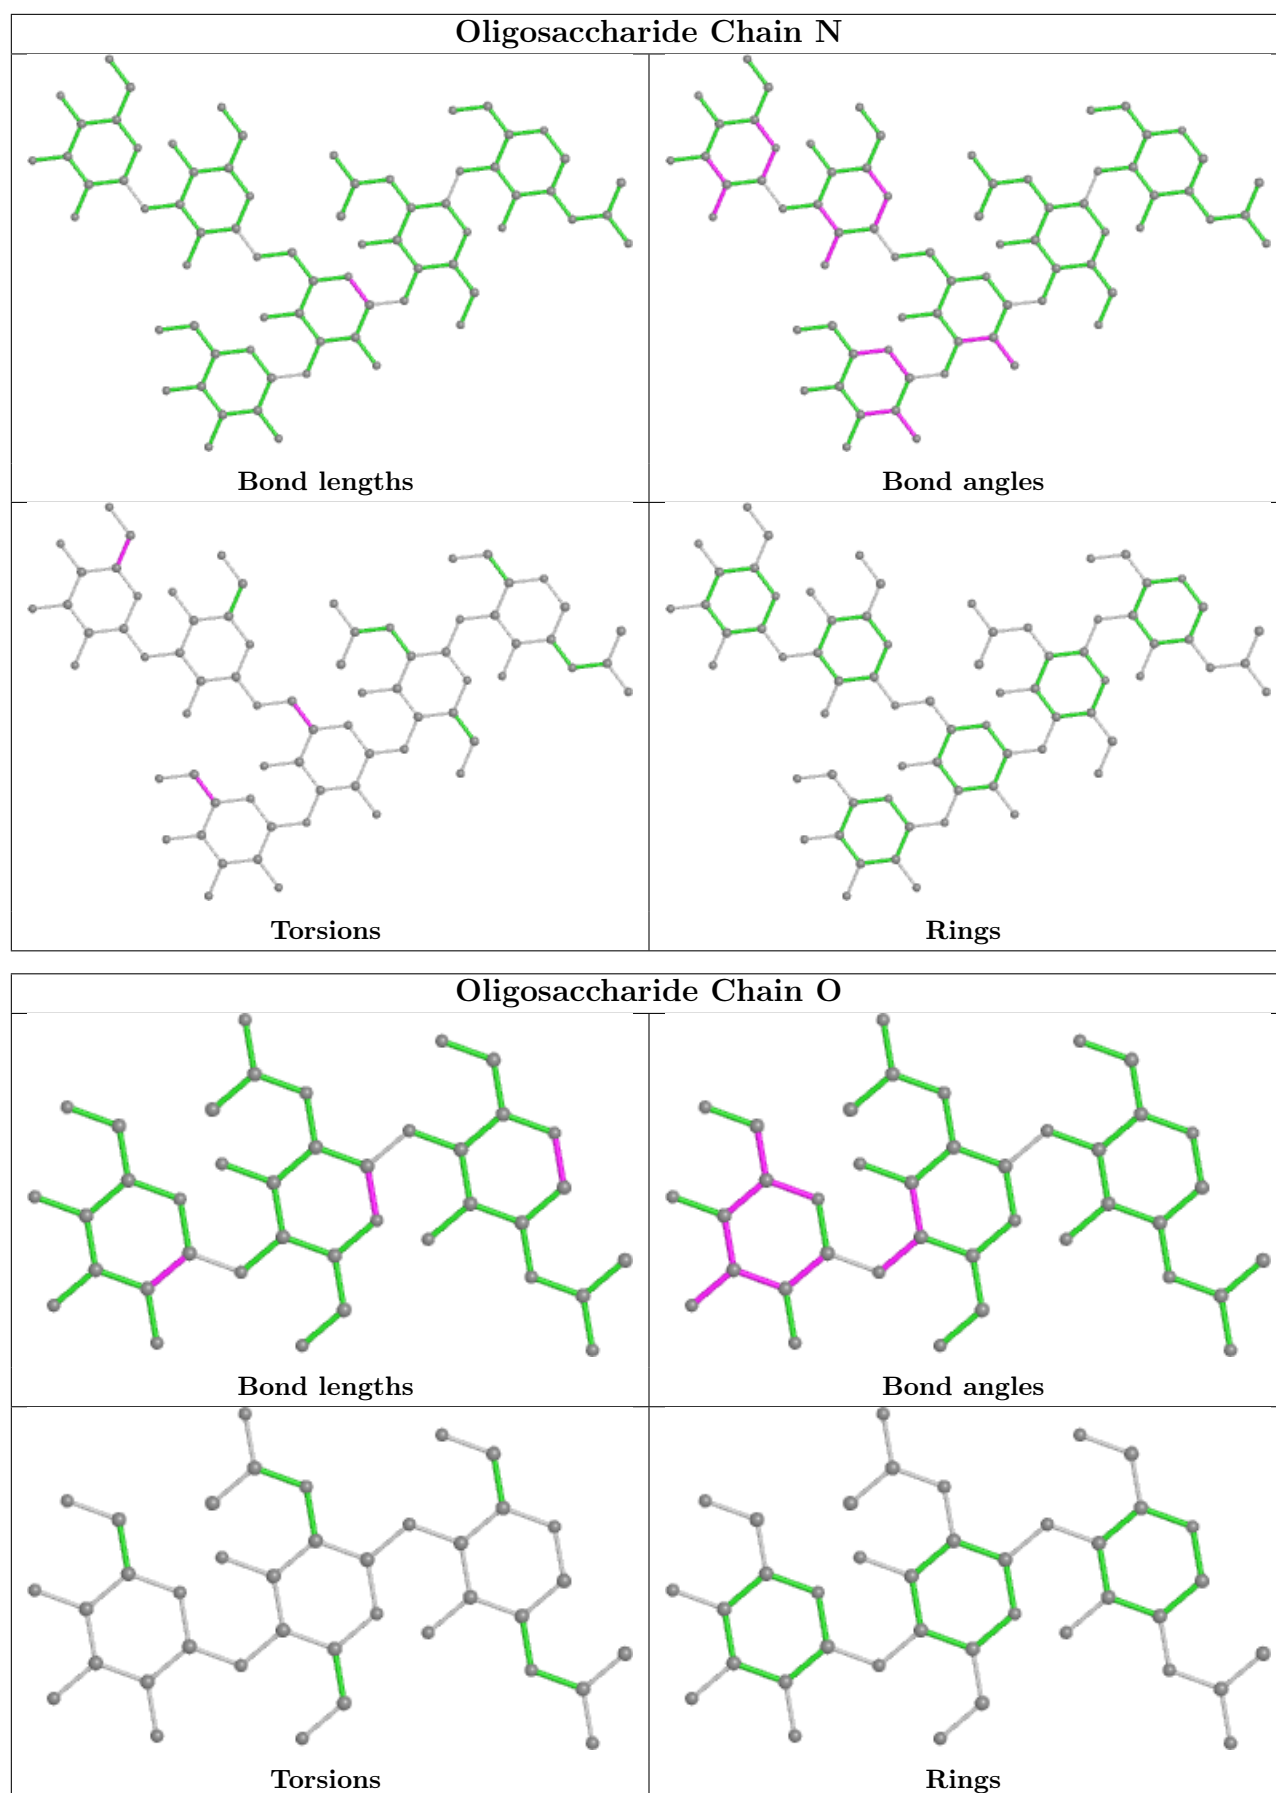 Oligosaccharide Chain N
Bond lengths
Bond angles
Torsions
Rings
Oligosaccharide Chain O
Bond lengths
Bond angles
Torsions
Rings